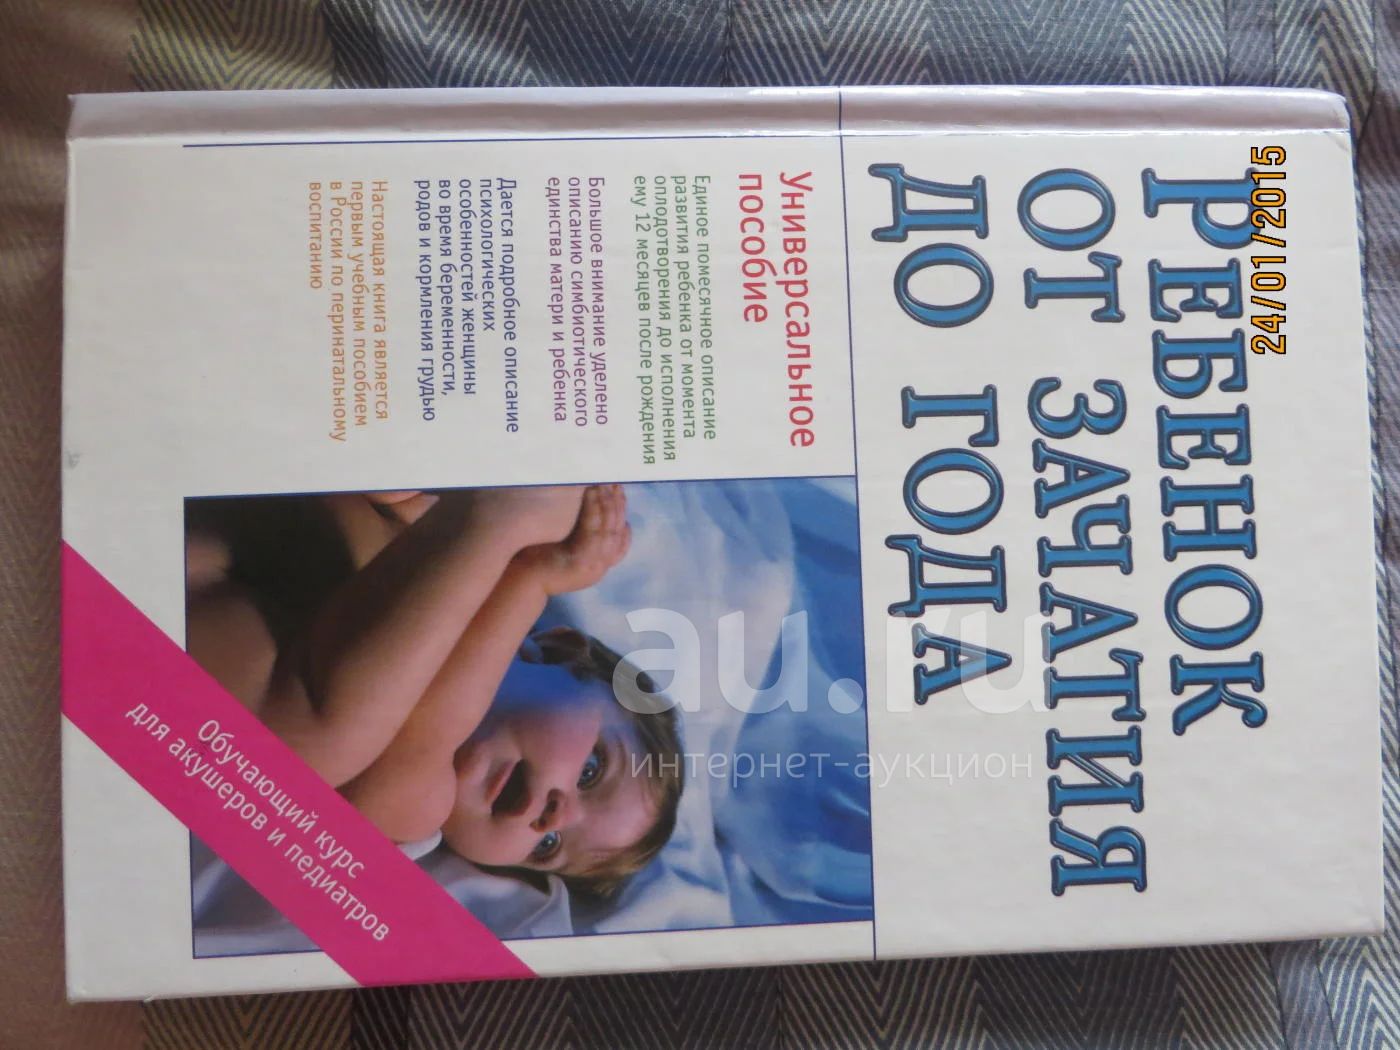 РЕБЕНОК
ОТ ЗАЧАТИЯ
ДО ГОДА
Универсальное
пособие
Единое помесячное описание
развития ребенка от момента
оплодотворения до исполнения
ему 12 месяцев после рождения
Большое внимание уделено
описанию симбиотического
единства матери и ребенка
Дается подробное описание
психологических
особенностей женщины
во время беременности,
родов и кормления грудью
Настоящая книга является
первым учебным пособием
в России по перинатальному
воспитанию
Обучающий курс
для акушеров и педиатров
24/01/2015
au.ru
интернет-аукцион